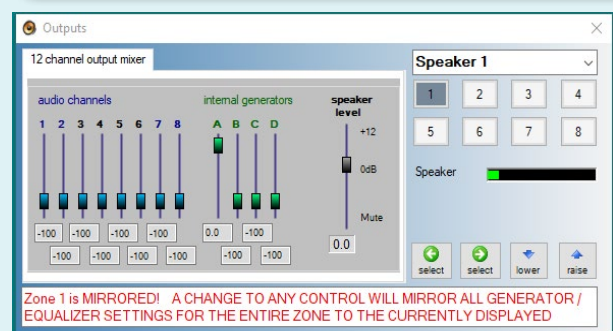 Outputs
12 channel output mixer
audio channels
internal generators
speaker level
1 2 3 4 5 6 7 8
A B C D
+12
0dB
Mute
-100 -100 -100 -100
0.0 -100
-100 -100 -100 -100
-100 -100
0.0
Speaker 1
1 2 3 4
5 6 7 8
Speaker
select select lower raise
Zone 1 is MIRRORED! A CHANGE TO ANY CONTROL WILL MIRROR ALL GENERATOR /
EQUALIZER SETTINGS FOR THE ENTIRE ZONE TO THE CURRENTLY DISPLAYED